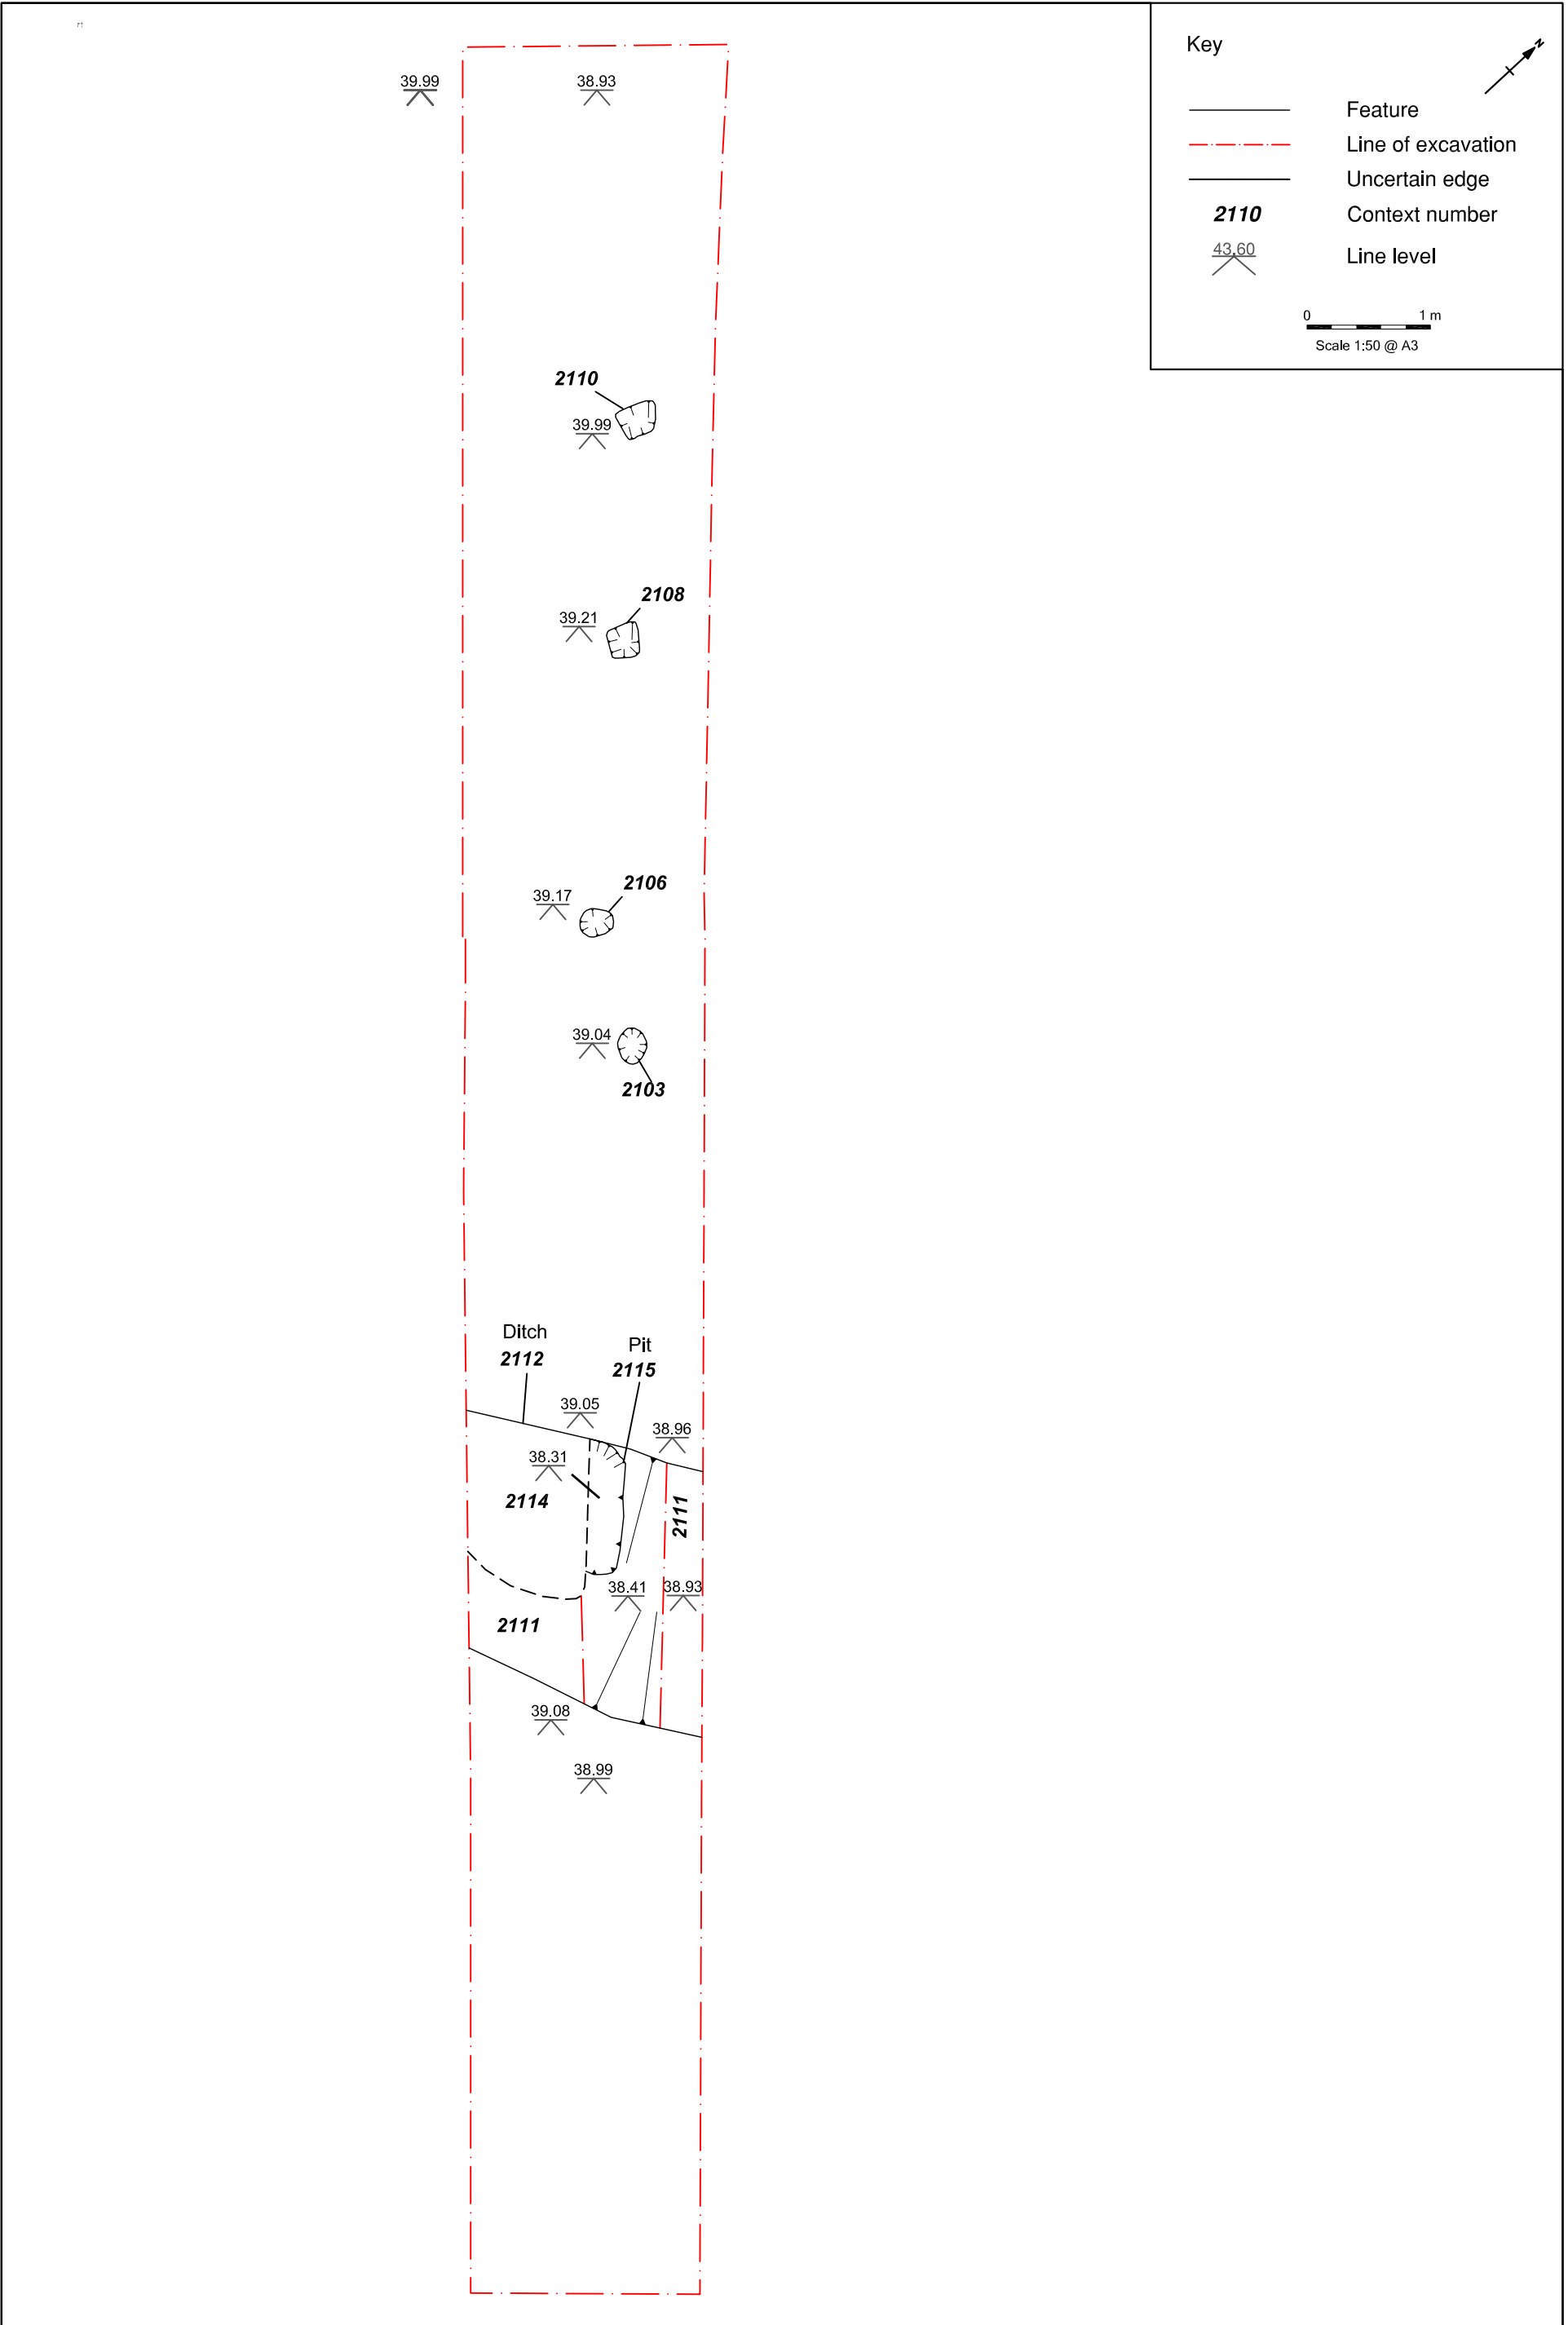 Key
N
Feature
Line of excavation
Uncertain edge
2110 Context number
43.60 Line level
0 1 m
Scale 1:50 @ A3
39.99 38.93
2110
39.99
2108
39.21
2106
39.17
39.04
2103
Ditch
2112
Pit
2115
39.05
38.96
38.31
2114
2111
38.41 38.93
2111
39.08
38.99